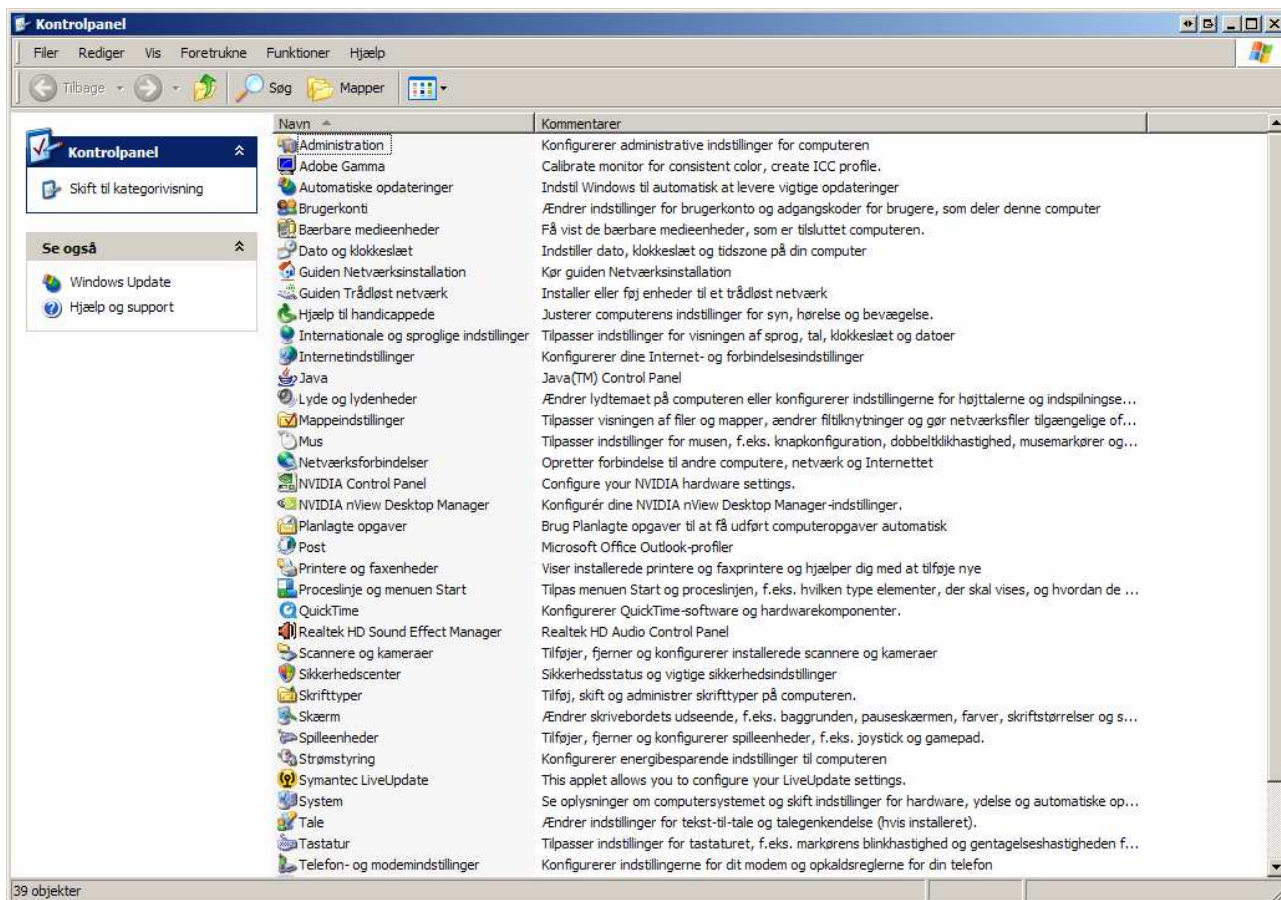 Kontrolpanel
Filer Rediger Vis Foretrukne Funktioner Hjælp
Tilbage Søg Mapper
Kontrolpanel
Skift til kategorivisning
Se også
Windows Update
Hjælp og support
Navn Kommentarer
Administration Konfigurerer administrative indstillinger for computeren
Adobe Gamma Calibrate monitor for consistent color, create ICC profile.
Automatiske opdateringer Indstil Windows til automatisk at levere vigtige opdateringer
Brugerkonti Ændrer indstillinger for brugerkonto og adgangskoder for brugere, som deler denne computer
Bærbare medieenheder Få vist de bærbare medieenheder, som er tilsluttet computeren.
Dato og klokkeslæt Indstiller dato, klokkeslæt og tidszone på din computer
Guiden Netværksinstallation Kør guiden Netværksinstallation
Guiden Trådløst netværk Installer eller føj enheder til et trådløst netværk
Hjælp til handicappede Justerer computerens indstillinger for syn, hørelse og bevægelse.
Internationale og sproglige indstillinger Tilpasser indstillinger for visningen af sprog, tal, klokkeslæt og datoer
Internetindstillinger Konfigurerer dine Internet- og forbindelsesindstillinger
Java Java(TM) Control Panel
Lyde og lydenheder Ændrer lydtemaet på computeren eller konfigurerer indstillingerne for højttalerne og indspilningse...
Mappeindstillinger Tilpasser visningen af filer og mapper, ændrer filtilknytninger og gør netværksfiler tilgængelige of...
Mus Tilpasser indstillinger for musen, f.eks. knapkonfiguration, dobbeltklikhastighed, musemarkører og...
Netværksforbindelser Opretter forbindelse til andre computere, netværk og Internettet
NVIDIA Control Panel Configure your NVIDIA hardware settings.
NVIDIA nView Desktop Manager Konfigurér dine NVIDIA nView Desktop Manager-indstillinger.
Planlagte opgaver Brug Planlagte opgaver til at få udført computeropgaver automatisk
Post Microsoft Office Outlook-profiler
Printere og faxenheder Viser installerede printere og faxprintere og hjælper dig med at tilføje nye
Proceslinje og menuen Start Tilpas menuen Start og proceslinjen, f.eks. hvilken type elementer, der skal vises, og hvordan de ...
QuickTime Konfigurerer QuickTime-software og hardwarekomponenter.
Realtek HD Sound Effect Manager Realtek HD Audio Control Panel
Scannere og kameraer Tilføjer, fjerner og konfigurerer installerede scannere og kameraer
Sikkerhedscenter Sikkerhedsstatus og vigtige sikkerhedsindstillinger
Skrifttyper Tilføj, skift og administrer skrifttyper på computeren.
Skærm Ændrer skrivebordets udseende, f.eks. baggrunden, pauseskærmen, farver, skriftstørrelser og s...
Spilleenheder Tilføjer, fjerner og konfigurerer spilleenheder, f.eks. joystick og gamepad.
Strømstyring Konfigurerer energibesparende indstillinger til computeren
Symantec LiveUpdate This applet allows you to configure your LiveUpdate settings.
System Se oplysninger om computersystemet og skift indstillinger for hardware, ydelse og automatiske op...
Tale Ændrer indstillinger for tekst-til-tale og talegenkendelse (hvis installeret).
Tastatur Tilpasser indstillinger for tastaturet, f.eks. markørens blinkhastighed og gentagelseshastigheden f...
Telefon- og modemindstillinger Konfigurerer indstillingerne for dit modem og opkaldsreglerne for din telefon
39 objekter